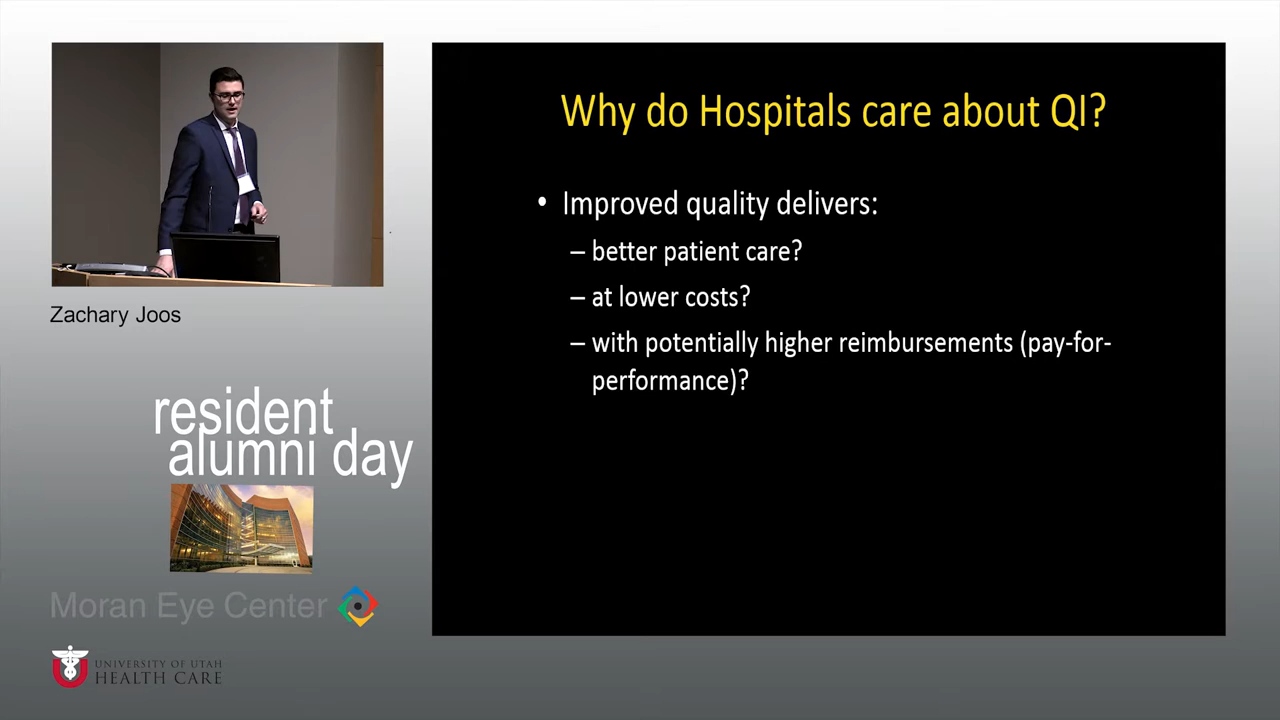 Why do Hospitals care about QI?
• Improved quality delivers:
– better patient care?
– at lower costs?
– with potentially higher reimbursements (pay-for-
performance)?
Zachary Joos
resident
alumni day
Moran Eye Center
UNIVERSITY OF UTAH
HEALTH CARE